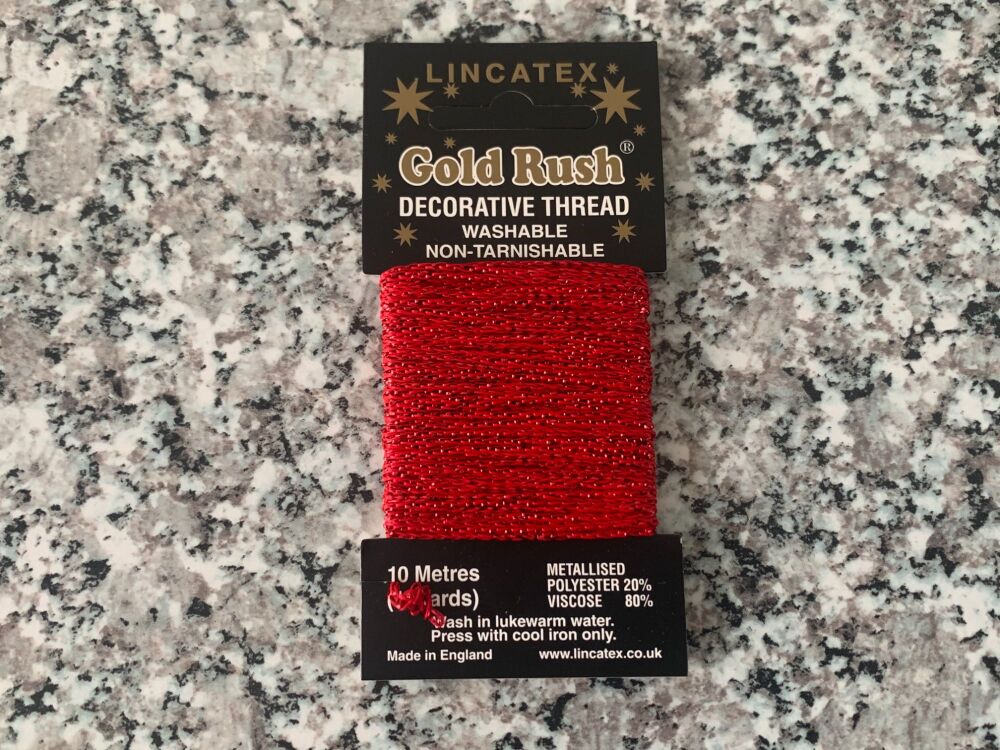 LINCATEX
Gold Rush®
DECORATIVE THREAD
WASHABLE
NON-TARNISHABLE
10 Metres
METALLISED
POLYESTER 20%
VISCOSE 80%
in lukewarm water.
Press with cool iron only.
Made in England
www.lincatex.co.uk